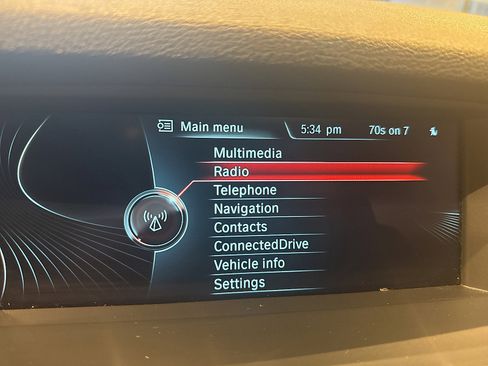 Main menu 5:34 pm 70s on 7
Multimedia
Radio
Telephone
Navigation
Contacts
ConnectedDrive
Vehicle info
Settings